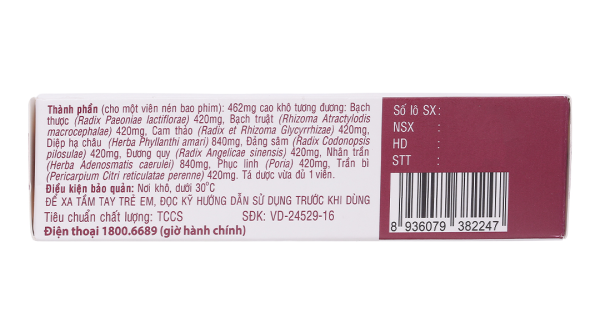 Thành phần (cho một viên nén bao phim): 462mg cao khô tương đương: Bạch
thược (Radix Paeoniae lactiflorae) 420mg, Bạch truật (Rhizoma Atractylodis
macrocephalae) 420mg, Cam thảo (Radix et Rhizoma Glycyrrhizae) 420mg,
Diệp hạ châu (Herba Phyllanthi amari) 840mg, Đảng sâm (Radix Codonopsis
pilosulae) 420mg, Đương quy (Radix Angelicae sinensis) 420mg, Nhân trần
(Herba Adenosmatis caerulei) 840mg, Phục linh (Poria) 420mg, Trần bì
(Pericarpium Citri reticulatae perenne) 420mg. Tá dược vừa đủ 1 viên.
Điều kiện bảo quản: Nơi khô, dưới 30°C
ĐỂ XA TẦM TAY TRẺ EM, ĐỌC KỸ HƯỚNG DẪN SỬ DỤNG TRƯỚC KHI DÙNG
Tiêu chuẩn chất lượng: TCCS SĐK: VD-24529-16
Điện thoại 1800.6689 (giờ hành chính)
Số lô SX:
NSX :
HD :
STT :
8 936079 382247